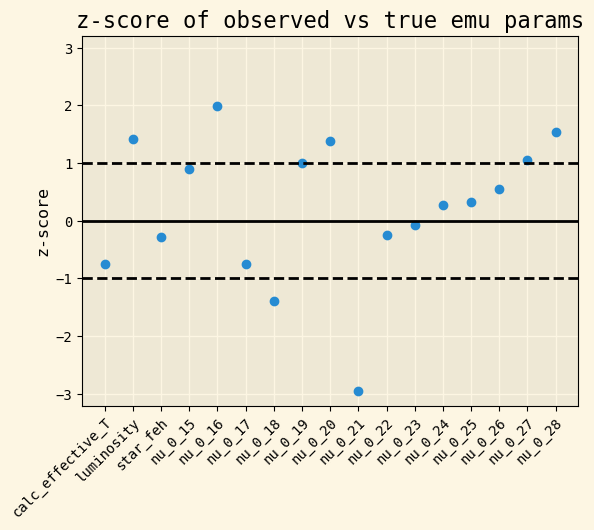 z-score of observed vs true emu params
z-score
3
2
1
0
−1
−2
−3
calc_effective_T
luminosity
star_feh
nu_0_15
nu_0_16
nu_0_17
nu_0_18
nu_0_19
nu_0_20
nu_0_21
nu_0_22
nu_0_23
nu_0_24
nu_0_25
nu_0_26
nu_0_27
nu_0_28